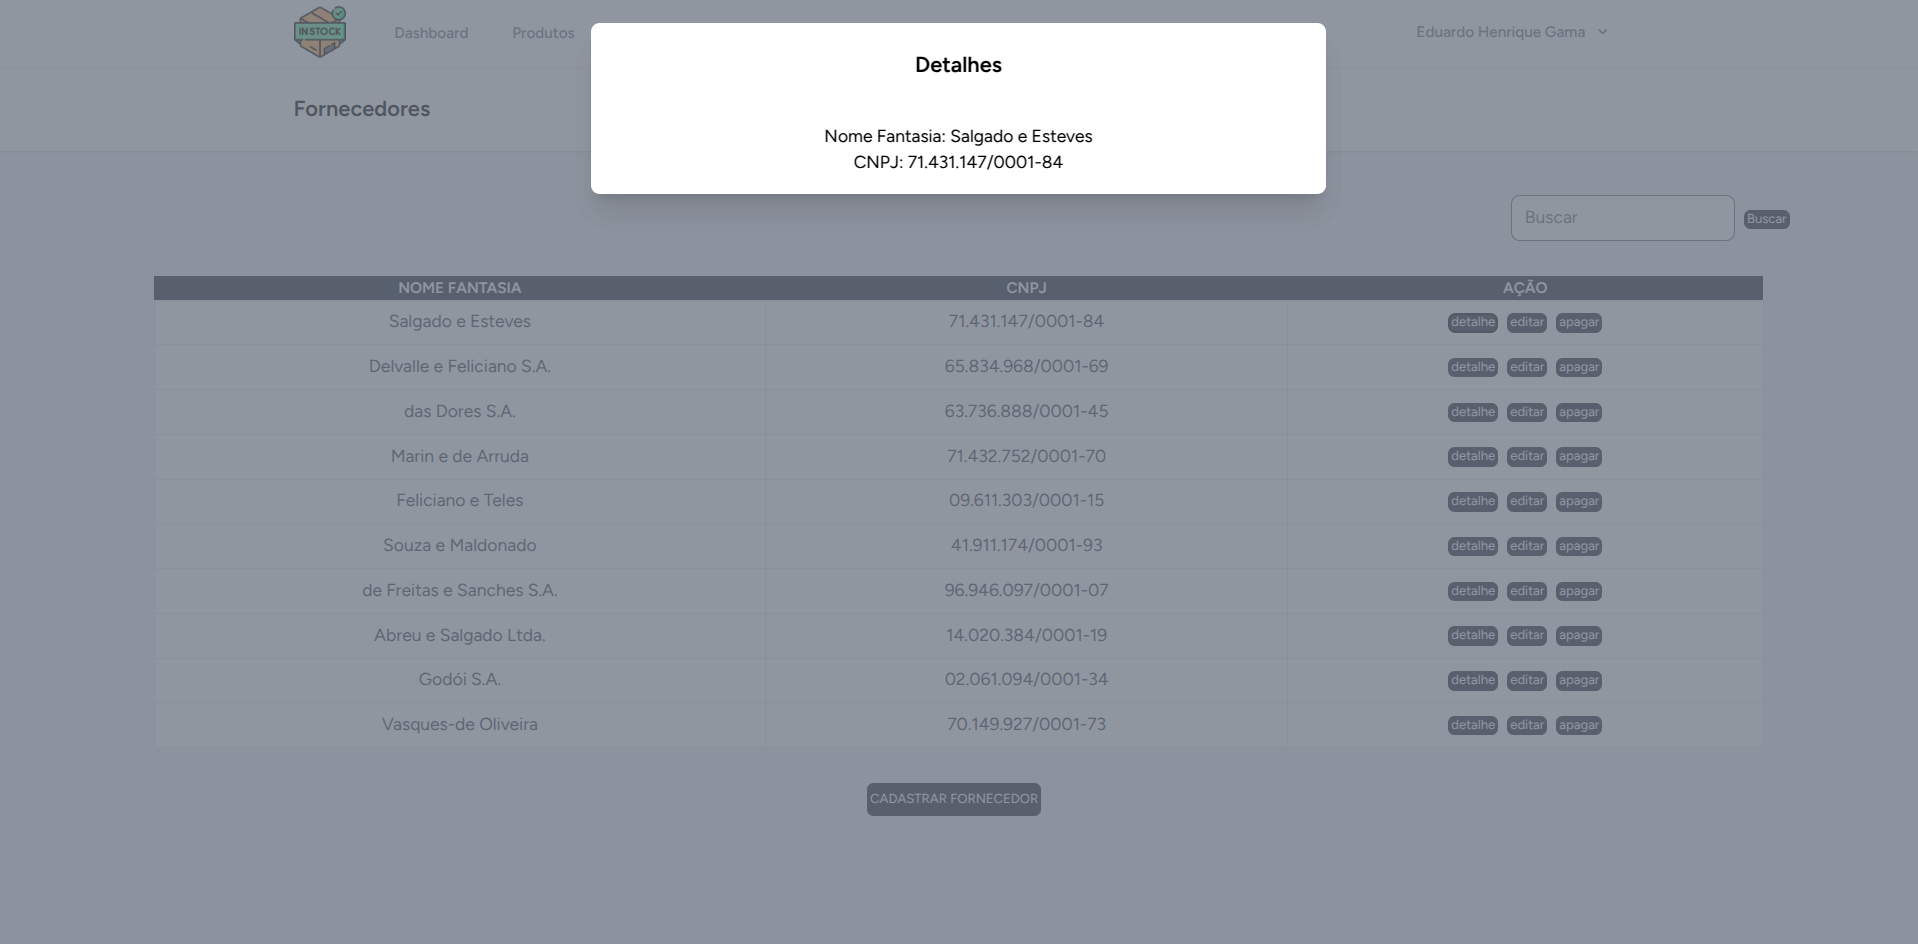 IN STOCK
Dashboard Produtos Eduardo Henrique Gama
Detalhes
Fornecedores
Nome Fantasia: Salgado e Esteves
CNPJ: 71.431.147/0001-84
Buscar Buscar
NOME FANTASIA CNPJ AÇÃO
Salgado e Esteves 71.431.147/0001-84 detalhe editar apagar
Delvalle e Feliciano S.A. 65.834.968/0001-69 detalhe editar apagar
das Dores S.A. 63.736.888/0001-45 detalhe editar apagar
Marin e de Arruda 71.432.752/0001-70 detalhe editar apagar
Feliciano e Teles 09.611.303/0001-15 detalhe editar apagar
Souza e Maldonado 41.911.174/0001-93 detalhe editar apagar
de Freitas e Sanches S.A. 96.946.097/0001-07 detalhe editar apagar
Abreu e Salgado Ltda. 14.020.384/0001-19 detalhe editar apagar
Godói S.A. 02.061.094/0001-34 detalhe editar apagar
Vasques-de Oliveira 70.149.927/0001-73 detalhe editar apagar
CADASTRAR FORNECEDOR